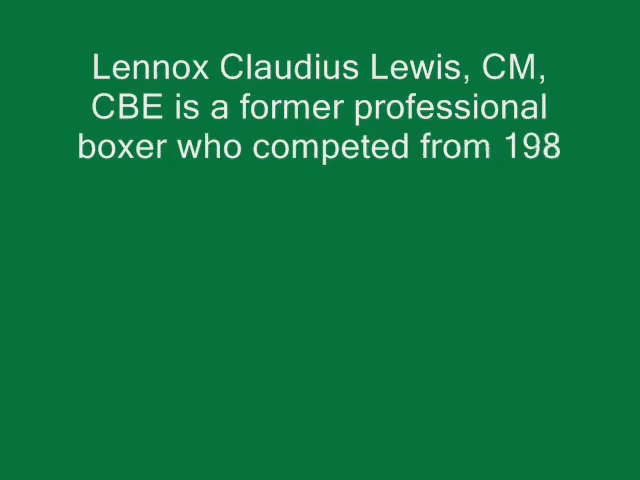 Lennox Claudius Lewis, CM,
CBE is a former professional
boxer who competed from 198